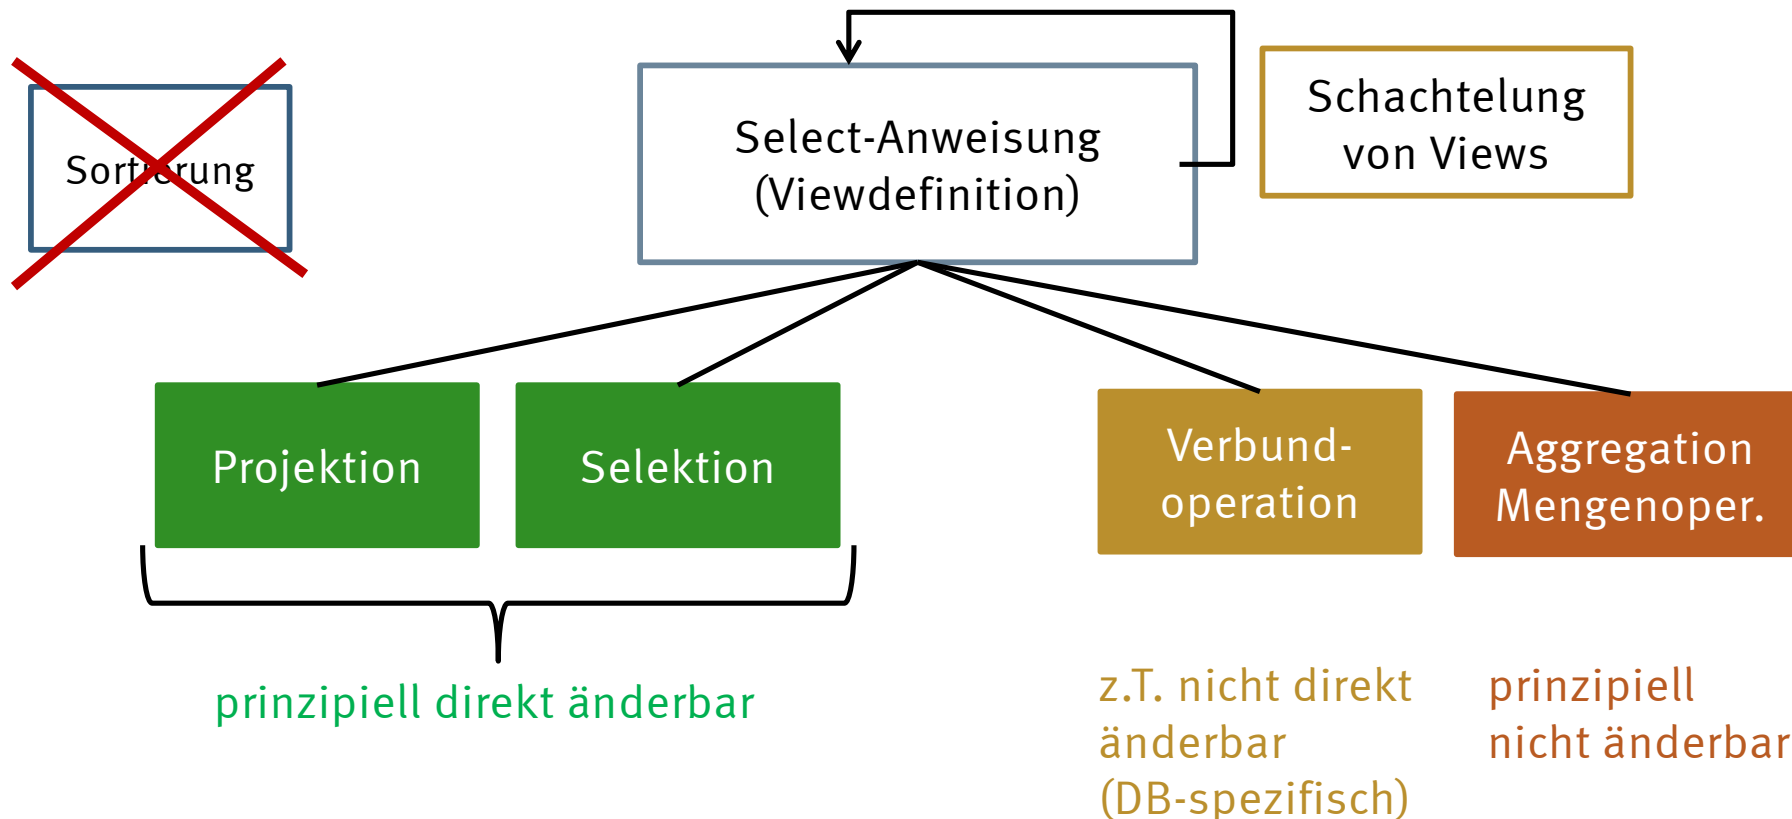 Sortierung
Select-Anweisung
(Viewdefinition)
Schachtelung
von Views
Projektion
Selektion
Verbund-
operation
Aggregation
Mengenoper.
prinzipiell direkt änderbar
z.T. nicht direkt
änderbar
(DB-spezifisch)
prinzipiell
nicht änderbar